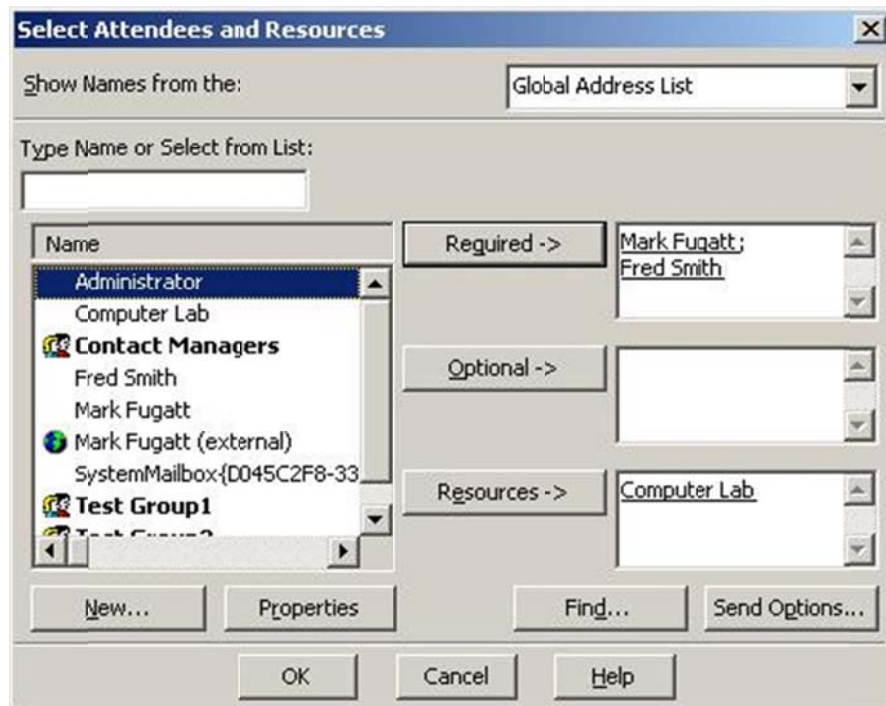 Select Attendees and Resources
Show Names from the:
Global Address List
Type Name or Select from List:
Name
Administrator
Computer Lab
Contact Managers
Fred Smith
Mark Fugatt
Mark Fugatt (external)
SystemMailbox{D045C2F8-33
Test Group1
Test Group2
Required ->
Mark Fugatt;
Fred Smith
Optional ->
Resources ->
Computer Lab
New...
Properties
Find...
Send Options...
OK
Cancel
Help